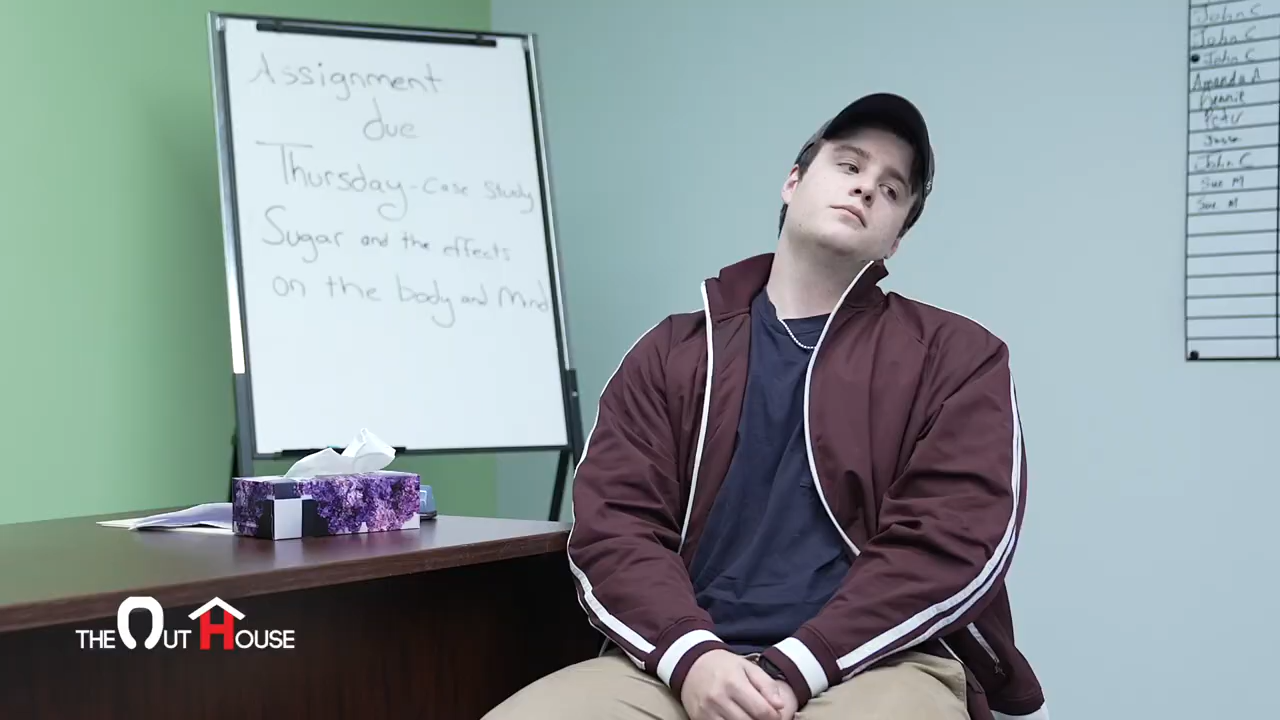 Assignment
due
Thursday - Case Study
Sugar and the effects
on the body and Mind
John C
John C
John C
Amanda A
John C
Sue M
Sue M
THE OUT HOUSE